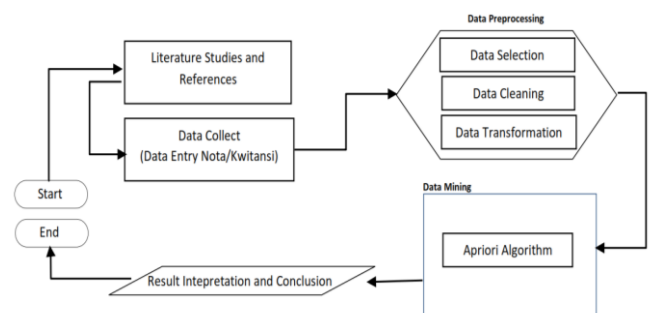 Start
Literature Studies and
References
Data Collect
(Data Entry Nota/Kwitansi)
Data Preprocessing
Data Selection
Data Cleaning
Data Transformation
Data Mining
Apriori Algorithm
Result Intepretation and Conclusion
End